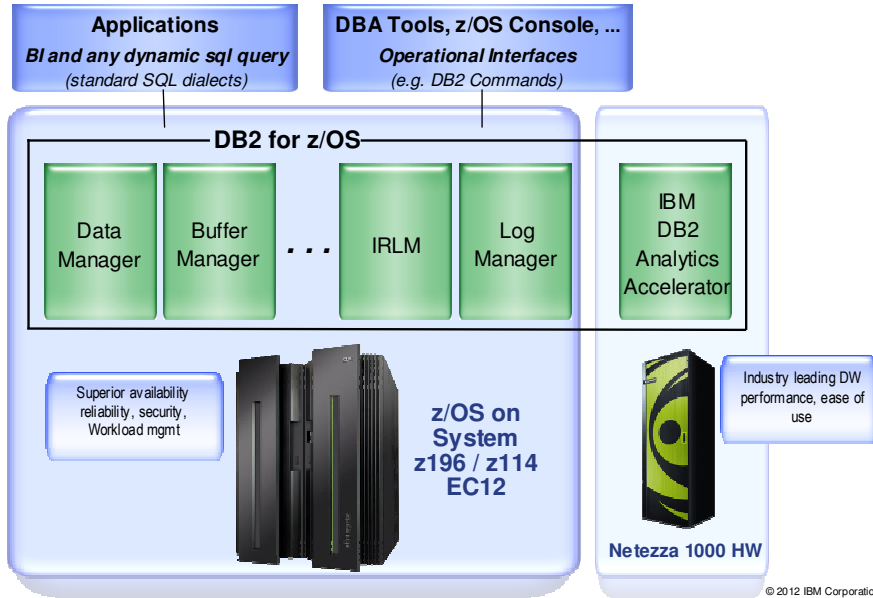 Applications
BI and any dynamic sql query
(standard SQL dialects)
DBA Tools, z/OS Console, ...
Operational Interfaces
(e.g. DB2 Commands)
DB2 for z/OS
Data
Manager
Buffer
Manager
. . .
IRLM
Log
Manager
IBM
DB2
Analytics
Accelerator
Superior availability
reliability, security,
Workload mgmt
z/OS on
System
z196 / z114
EC12
Industry leading DW
performance, ease of
use
Netezza 1000 HW
© 2012 IBM Corporatio